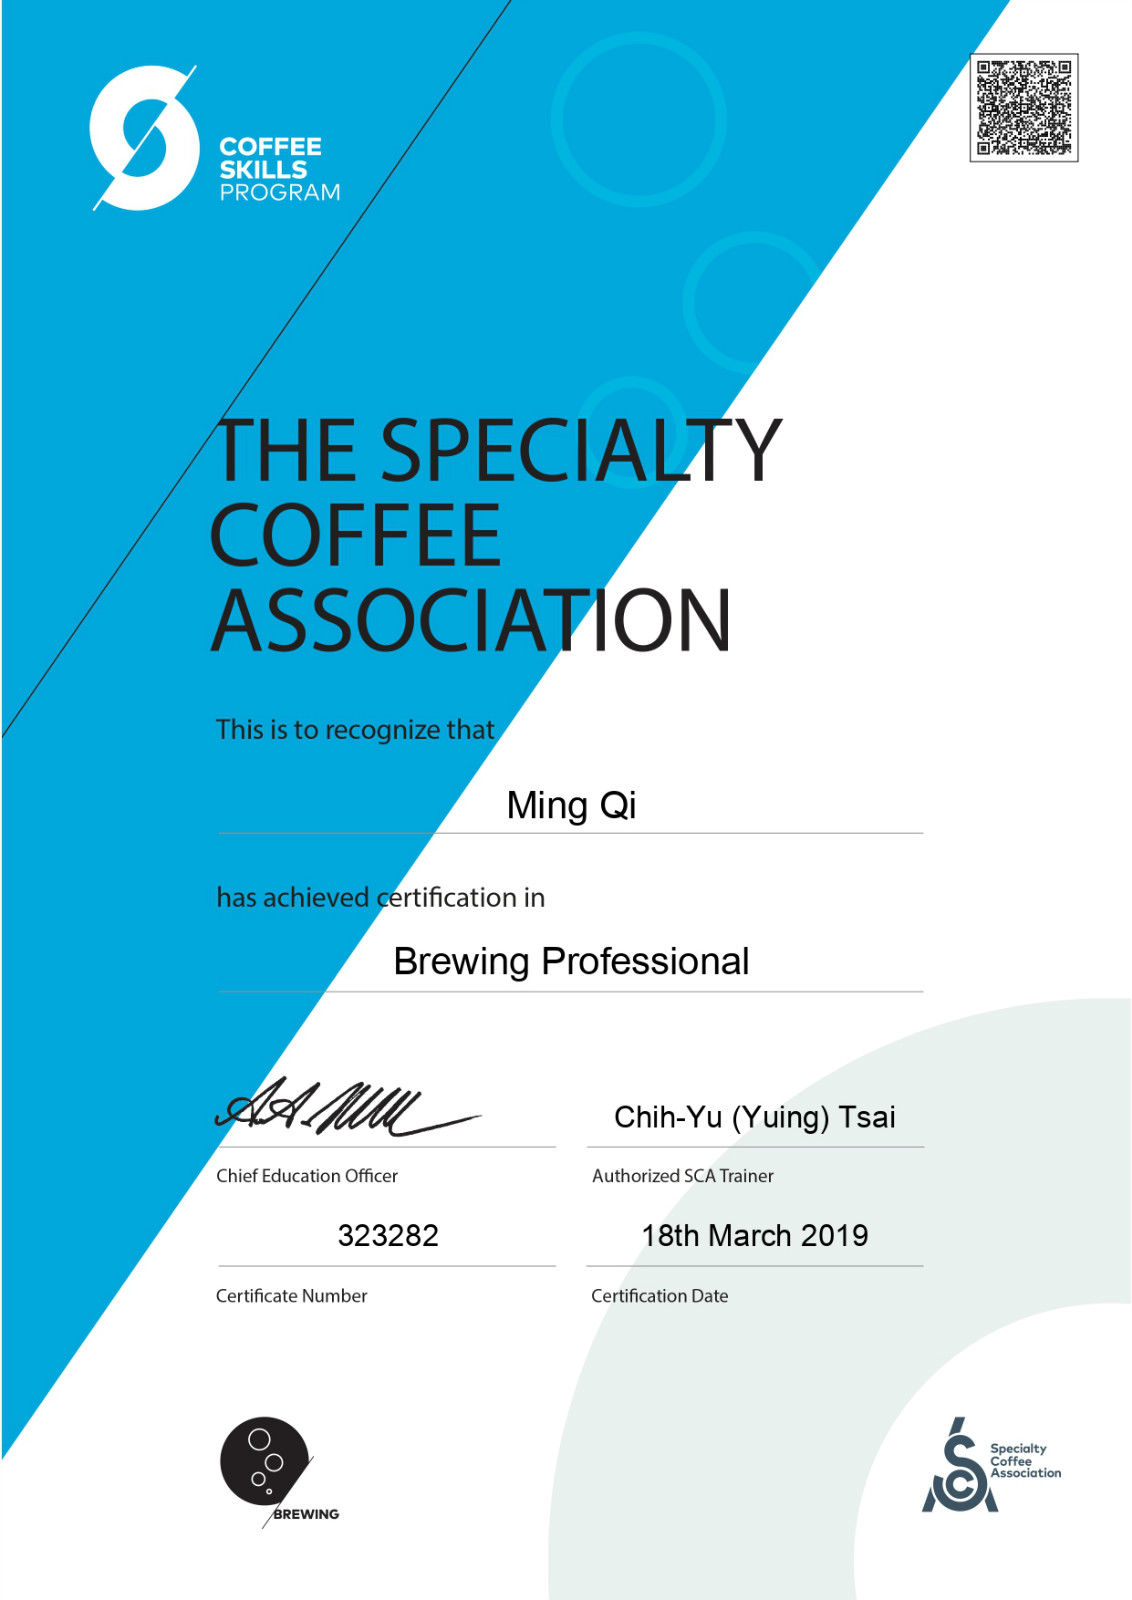 COFFEE
SKILLS
PROGRAM
THE SPECIALTY
COFFEE
ASSOCIATION
This is to recognize that
Ming Qi
has achieved certification in
Brewing Professional
Chih-Yu (Yuing) Tsai
Chief Education Officer
Authorized SCA Trainer
323282
18th March 2019
Certificate Number
Certification Date
BREWING
Specialty
Coffee
Association